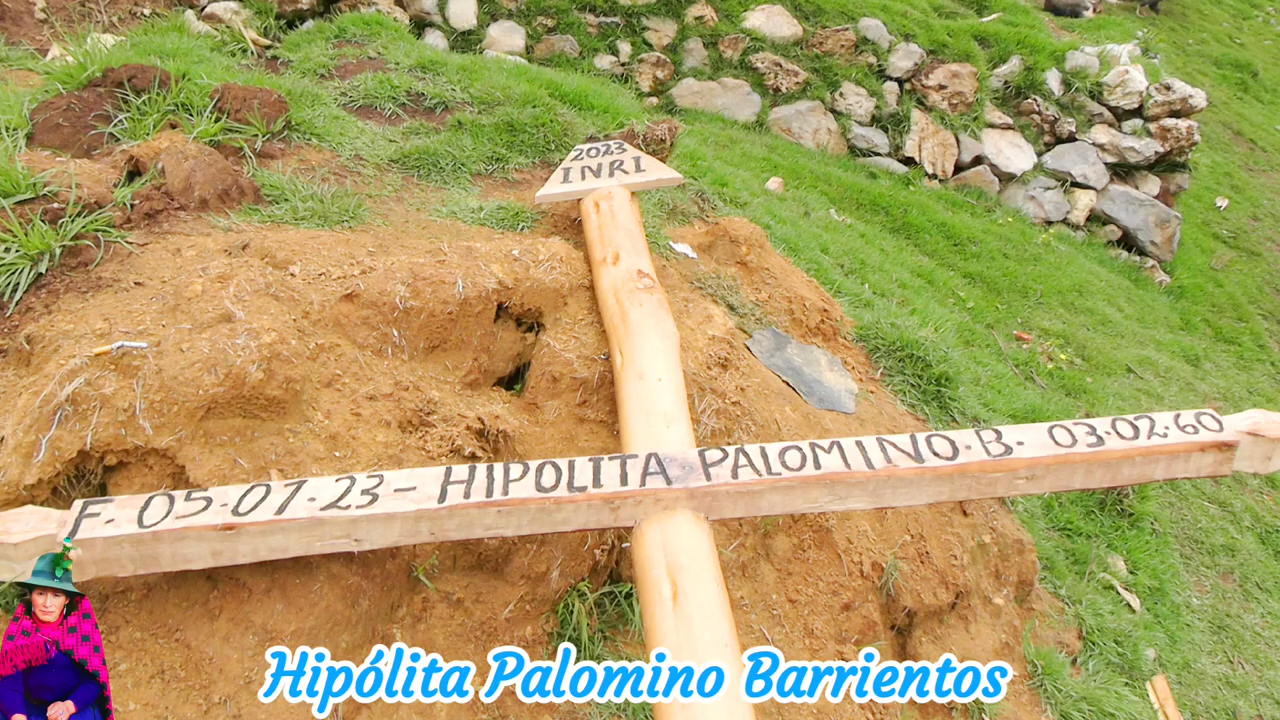 2023
INRI
F. 05-07-23- HIPOLITA PALOMINO.B. 03-02-60
Hipólita Palomino Barrientos